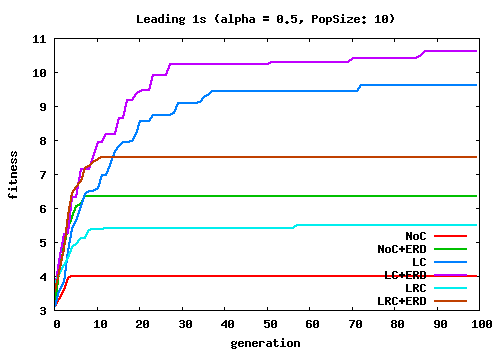 Leading 1s (alpha = 0.5, PopSize: 10)
11
10
9
8
7
6
5
4
3
fitness
NoC
NoC+ERD
LC
LC+ERD
LRC
LRC+ERD
0 10 20 30 40 50 60 70 80 90 100
generation